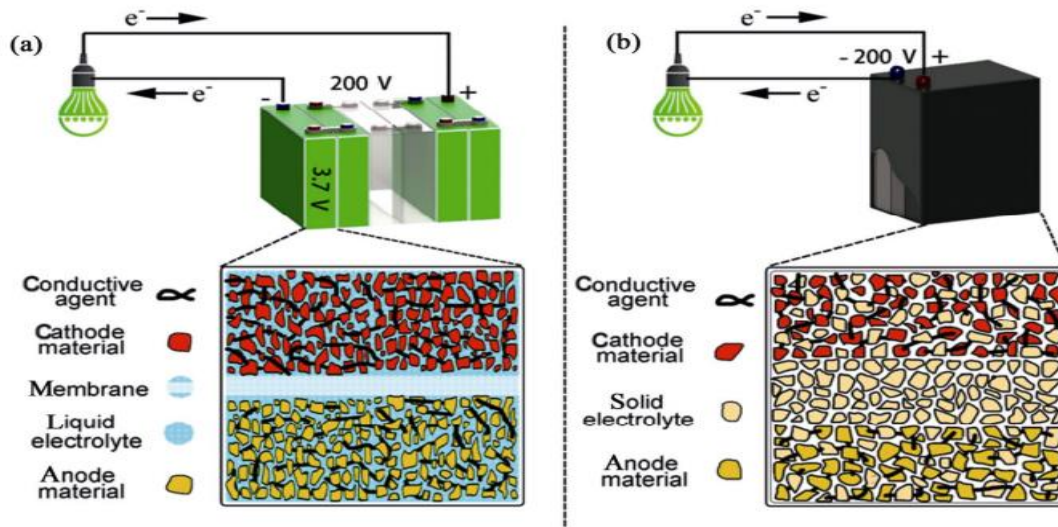 (a)
e⁻
e⁻
- 200 V +
3.7 V
Conductive
agent
Cathode
material
Membrane
Liquid
electrolyte
Anode
material
(b)
e⁻
- 200 V +
e⁻
Conductive
agent
Cathode
material
Solid
electrolyte
Anode
material